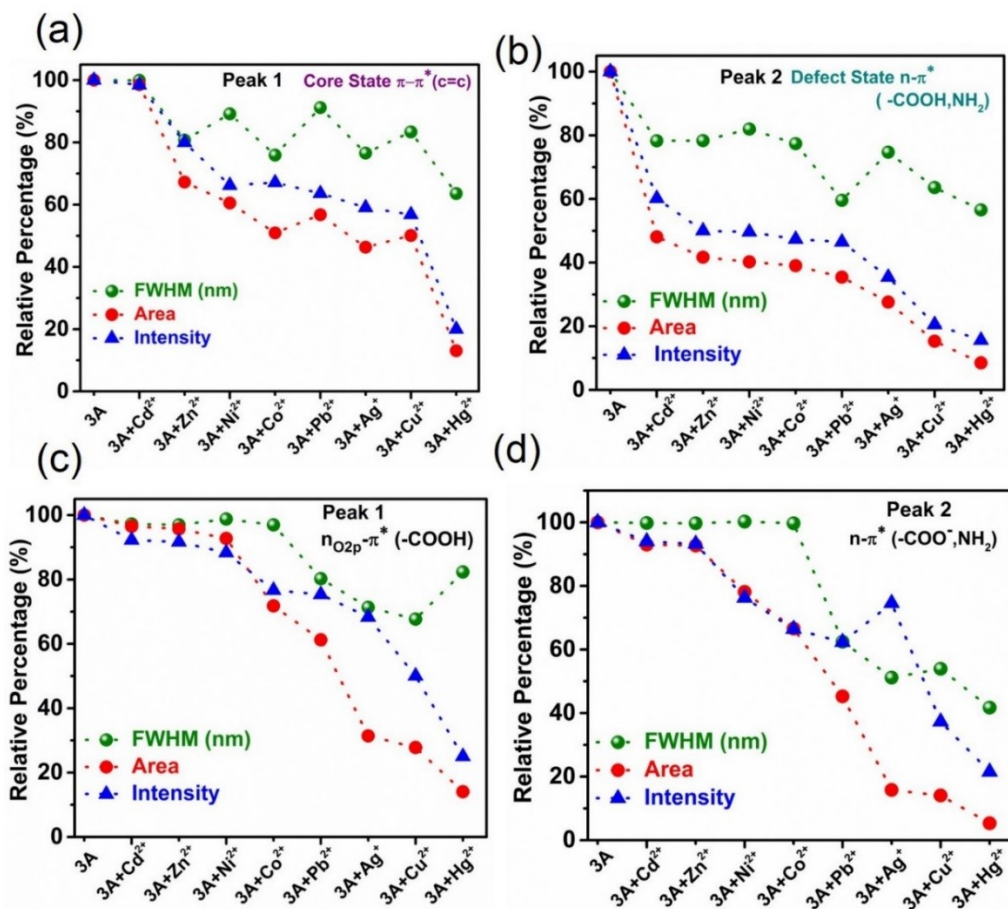 (a)
Peak 1
Core State π–π* (c=c)
Relative Percentage (%)
100
80
60
40
20
0
FWHM (nm)
Area
Intensity
3A
3A+Cd²⁺
3A+Zn²⁺
3A+Ni²⁺
3A+Co²⁺
3A+Pb²⁺
3A+Ag⁺
3A+Cu²⁺
3A+Hg²⁺
(b)
Peak 2 Defect State n-π*
( -COOH,NH₂)
Relative Percentage (%)
100
80
60
40
20
0
FWHM (nm)
Area
Intensity
3A
3A+Cd²⁺
3A+Zn²⁺
3A+Ni²⁺
3A+Co²⁺
3A+Pb²⁺
3A+Ag⁺
3A+Cu²⁺
3A+Hg²⁺
(c)
Peak 1
n_O2p-π* (-COOH)
Relative Percentage (%)
100
80
60
40
20
0
FWHM (nm)
Area
Intensity
3A
3A+Cd²⁺
3A+Zn²⁺
3A+Ni²⁺
3A+Co²⁺
3A+Pb²⁺
3A+Ag⁺
3A+Cu²⁺
3A+Hg²⁺
(d)
Peak 2
n-π* (-COO⁻,NH₂)
Relative Percentage (%)
100
80
60
40
20
0
FWHM (nm)
Area
Intensity
3A
3A+Cd²⁺
3A+Zn²⁺
3A+Ni²⁺
3A+Co²⁺
3A+Pb²⁺
3A+Ag⁺
3A+Cu²⁺
3A+Hg²⁺